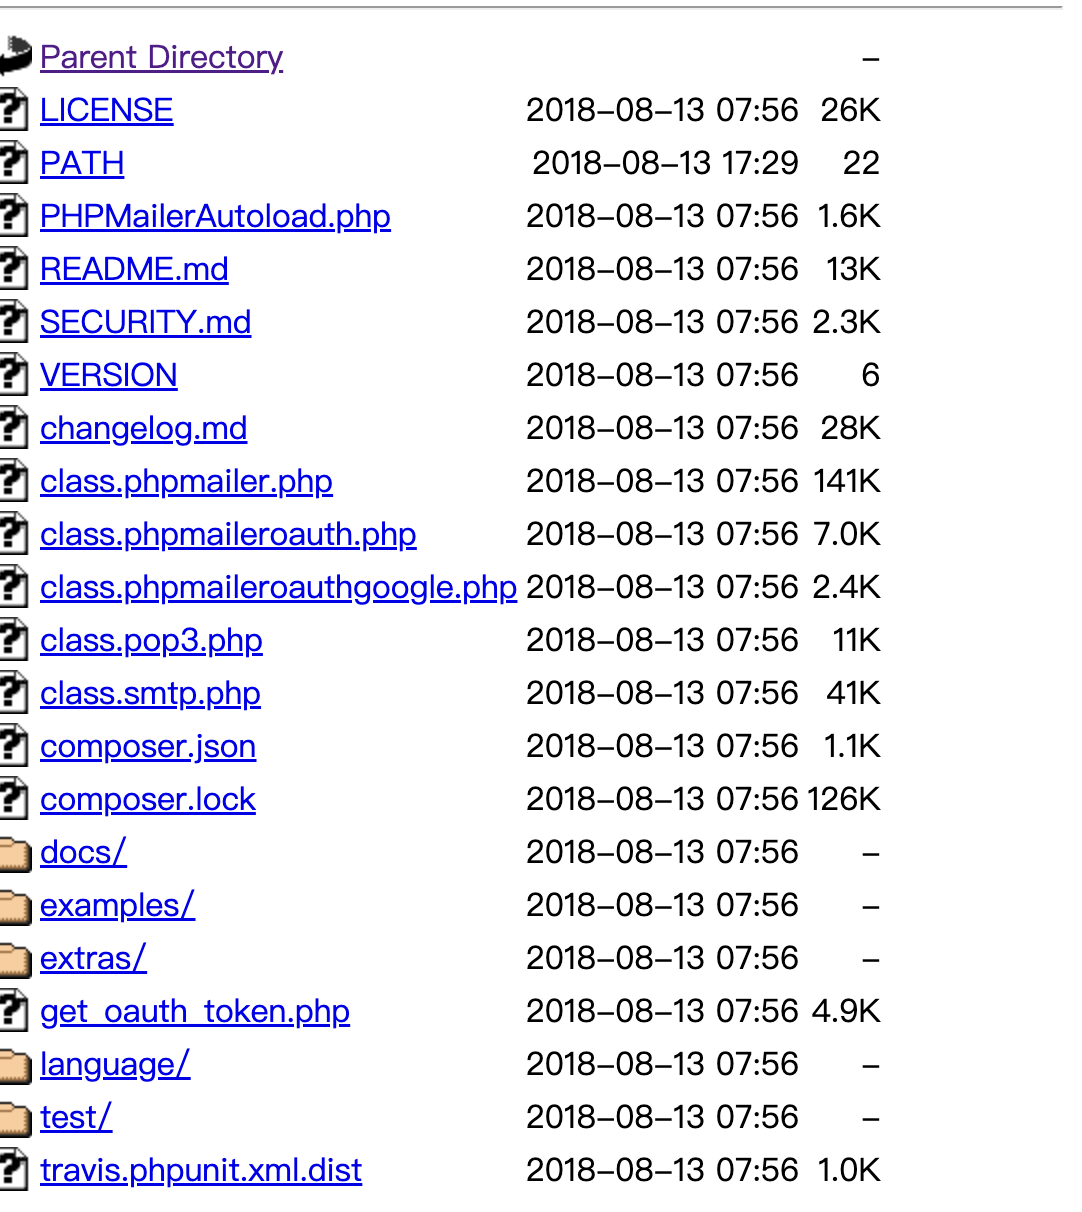 Parent Directory –
LICENSE 2018-08-13 07:56 26K
PATH 2018-08-13 17:29 22
PHPMailerAutoload.php 2018-08-13 07:56 1.6K
README.md 2018-08-13 07:56 13K
SECURITY.md 2018-08-13 07:56 2.3K
VERSION 2018-08-13 07:56 6
changelog.md 2018-08-13 07:56 28K
class.phpmailer.php 2018-08-13 07:56 141K
class.phpmaileroauth.php 2018-08-13 07:56 7.0K
class.phpmaileroauthgoogle.php 2018-08-13 07:56 2.4K
class.pop3.php 2018-08-13 07:56 11K
class.smtp.php 2018-08-13 07:56 41K
composer.json 2018-08-13 07:56 1.1K
composer.lock 2018-08-13 07:56 126K
docs/ 2018-08-13 07:56 –
examples/ 2018-08-13 07:56 –
extras/ 2018-08-13 07:56 –
get_oauth_token.php 2018-08-13 07:56 4.9K
language/ 2018-08-13 07:56 –
test/ 2018-08-13 07:56 –
travis.phpunit.xml.dist 2018-08-13 07:56 1.0K